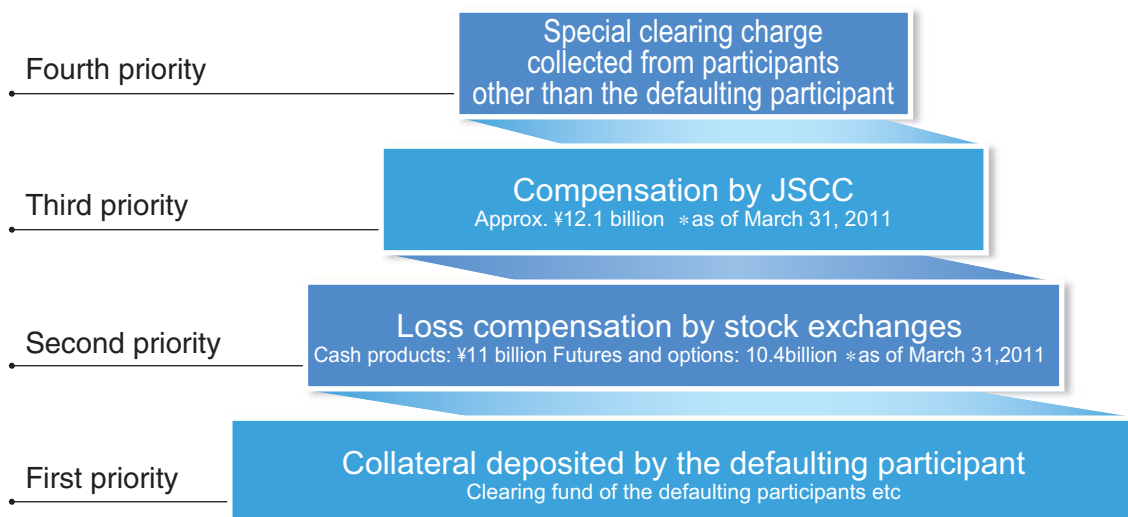 Fourth priority
Special clearing charge
collected from participants
other than the defaulting participant
Third priority
Compensation by JSCC
Approx. ¥12.1 billion *as of March 31, 2011
Second priority
Loss compensation by stock exchanges
Cash products: ¥11 billion Futures and options: 10.4billion *as of March 31,2011
First priority
Collateral deposited by the defaulting participant
Clearing fund of the defaulting participants etc